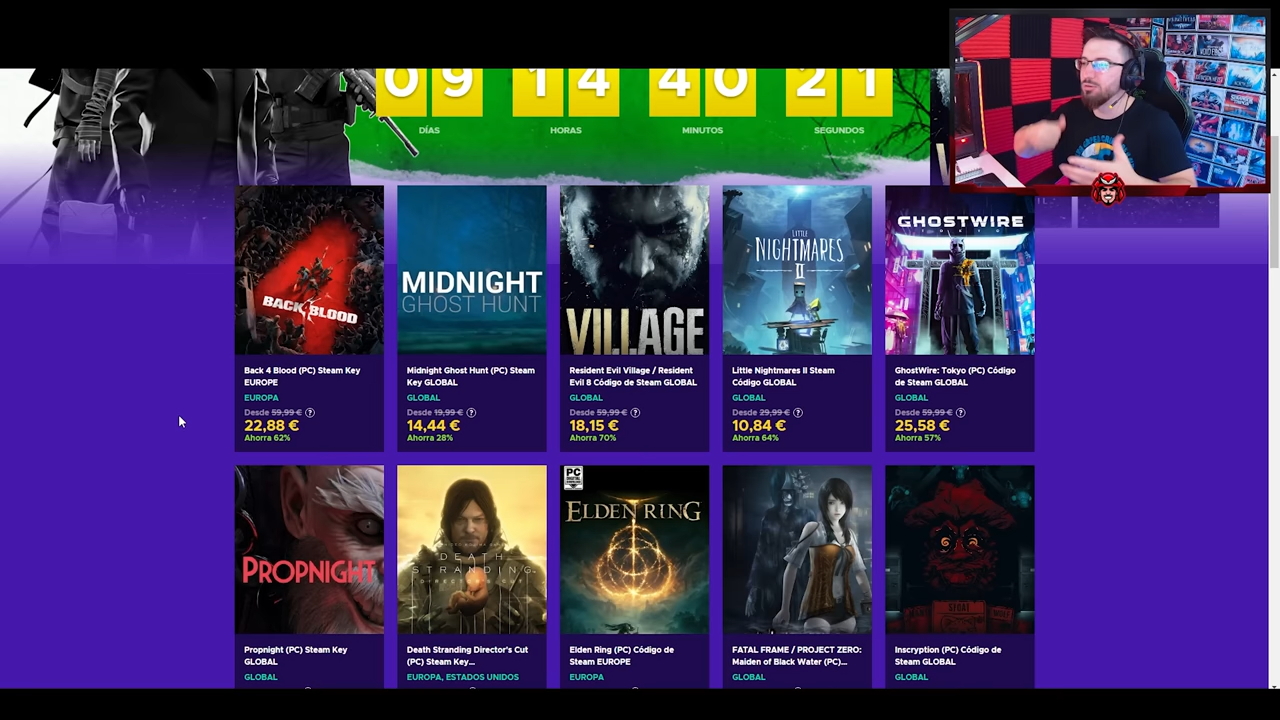 09 14 40 21
DÍAS HORAS MINUTOS SEGUNDOS
BACK 4 BLOOD
MIDNIGHT
GHOST HUNT
VILLAGE
LITTLE
NIGHTMARES
II
GHOSTWIRE
TOKYO
Back 4 Blood (PC) Steam Key
EUROPE
EUROPA
Desde 59,99 € ?
22,88 €
Ahorra 62%
Midnight Ghost Hunt (PC) Steam
Key GLOBAL
GLOBAL
Desde 19,99 € ?
14,44 €
Ahorra 28%
Resident Evil Village / Resident
Evil 8 Código de Steam GLOBAL
GLOBAL
Desde 59,99 € ?
18,15 €
Ahorra 70%
Little Nightmares II Steam
Código GLOBAL
GLOBAL
Desde 29,99 € ?
10,84 €
Ahorra 64%
GhostWire: Tokyo (PC) Código
de Steam GLOBAL
GLOBAL
Desde 59,99 € ?
25,58 €
Ahorra 57%
PROPNIGHT
DEATH
STRANDING
DIRECTOR'S CUT
PC
ELDEN RING
Propnight (PC) Steam Key
GLOBAL
GLOBAL
Death Stranding Director's Cut
(PC) Steam Key...
EUROPA, ESTADOS UNIDOS
Elden Ring (PC) Código de
Steam EUROPE
EUROPA
FATAL FRAME / PROJECT ZERO:
Maiden of Black Water (PC)...
GLOBAL
Inscryption (PC) Código de
Steam GLOBAL
GLOBAL